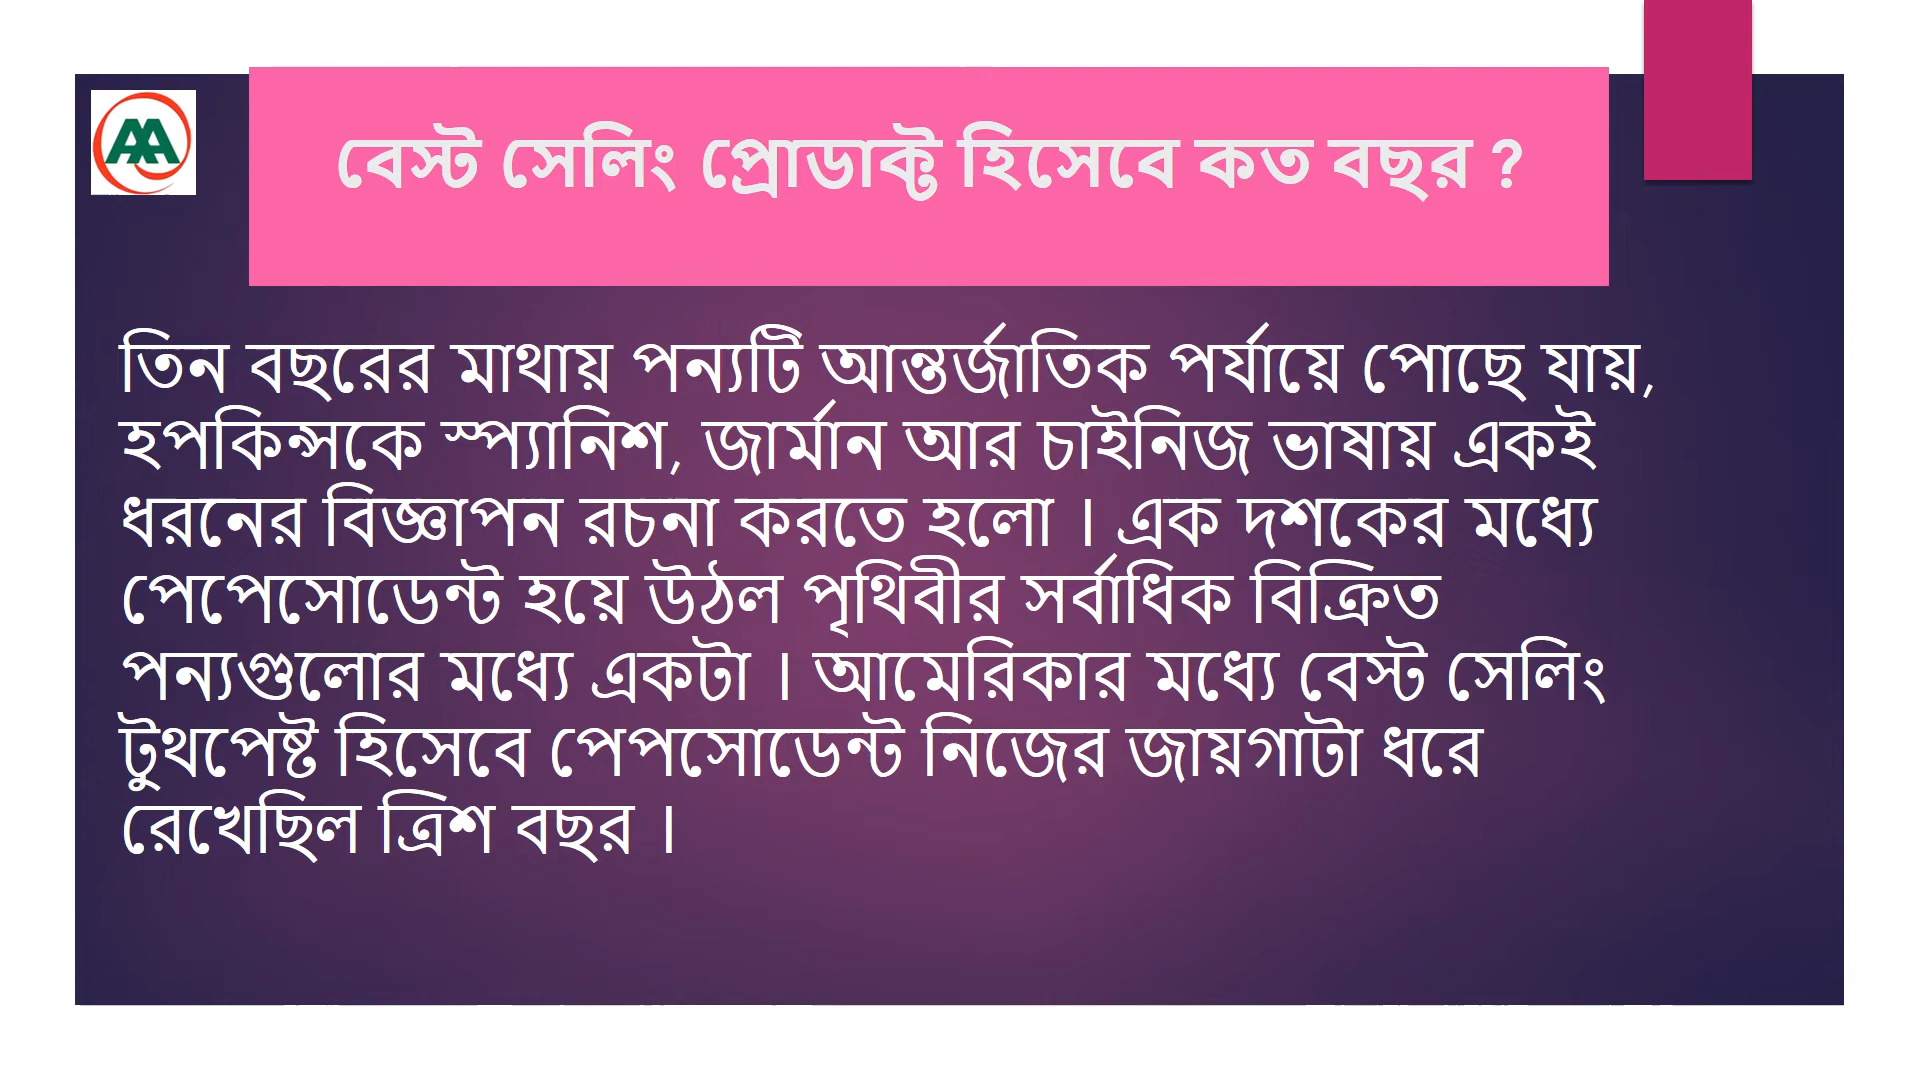 AA
বেস্ট সেলিং প্রোডাক্ট হিসেবে কত বছর ?
তিন বছরের মাথায় পন্যটি আন্তর্জাতিক পর্যায়ে পোছে যায়,
হপকিন্সকে স্প্যানিশ, জার্মান আর চাইনিজ ভাষায় একই
ধরনের বিজ্ঞাপন রচনা করতে হলো । এক দশকের মধ্যে
পেপেসোডেন্ট হয়ে উঠল পৃথিবীর সর্বাধিক বিক্রিত
পন্যগুলোর মধ্যে একটা । আমেরিকার মধ্যে বেস্ট সেলিং
টুথপেষ্ট হিসেবে পেপসোডেন্ট নিজের জায়গাটা ধরে
রেখেছিল ত্রিশ বছর ।